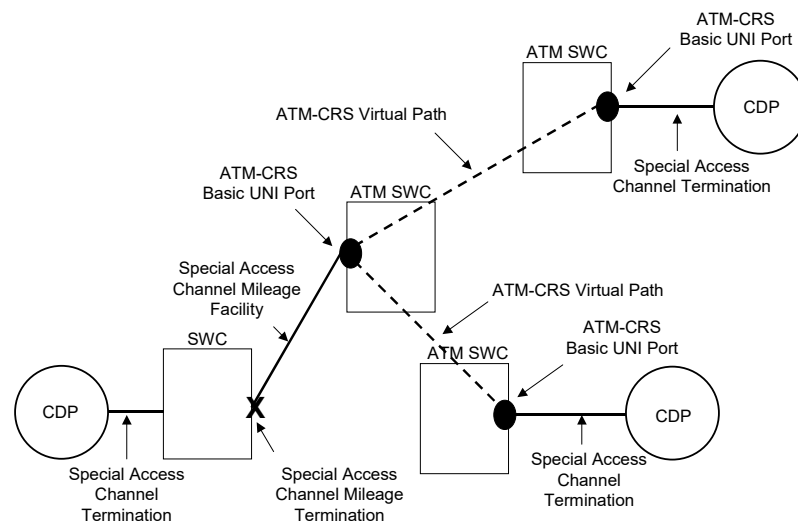 ATM-CRS
Basic UNI Port
ATM SWC
CDP
ATM-CRS Virtual Path
Special Access
Channel Termination
ATM-CRS
Basic UNI Port
ATM SWC
Special Access
Channel Mileage
Facility
ATM-CRS Virtual Path
ATM-CRS
Basic UNI Port
SWC
ATM SWC
CDP
CDP
Special Access
Channel
Termination
Special Access
Channel Mileage
Termination
Special Access
Channel
Termination